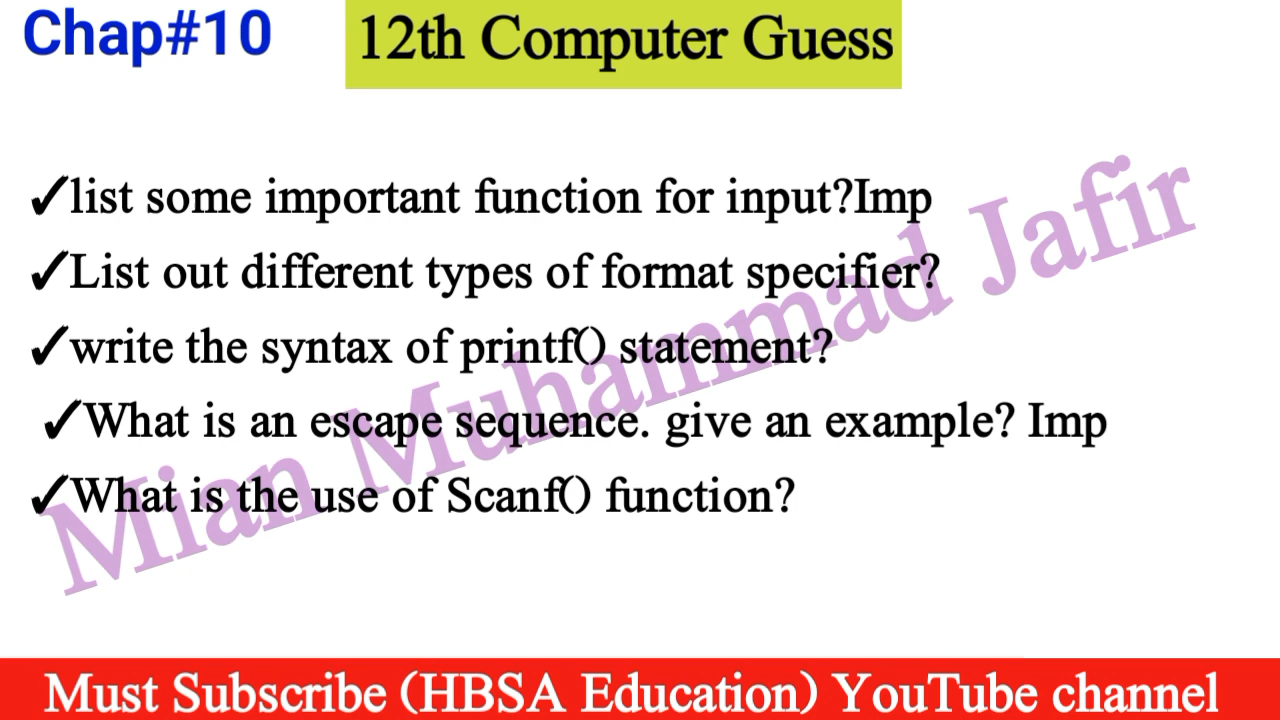 Chap#10
12th Computer Guess
✓list some important function for input?Imp
✓List out different types of format specifier?
✓write the syntax of printf() statement?
✓What is an escape sequence. give an example? Imp
✓What is the use of Scanf() function?
Mian Muhammad Jafir
Must Subscribe (HBSA Education) YouTube channel